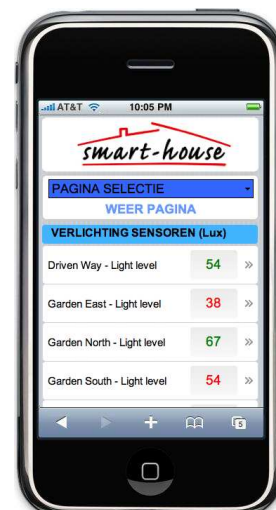 AT&T 10:05 PM
smart-house
PAGINA SELECTIE
WEER PAGINA
VERLICHTING SENSOREN (Lux)
Driven Way - Light level 54 »
Garden East - Light level 38 »
Garden North - Light level 67 »
Garden South - Light level 54 »
5